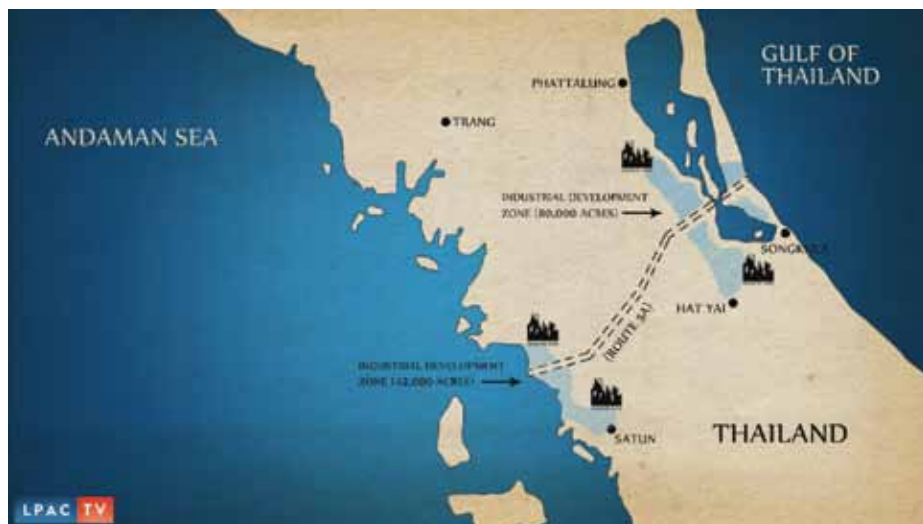 GULF OF
THAILAND
ANDAMAN SEA
PHATTALUNG
TRANG
INDUSTRIAL DEVELOPMENT
ZONE (80,000 ACRES)
SONGKHLA
HAT YAI
(ROUTE 5A)
INDUSTRIAL DEVELOPMENT
ZONE (42,000 ACRES)
SATUN
THAILAND
LPAC TV